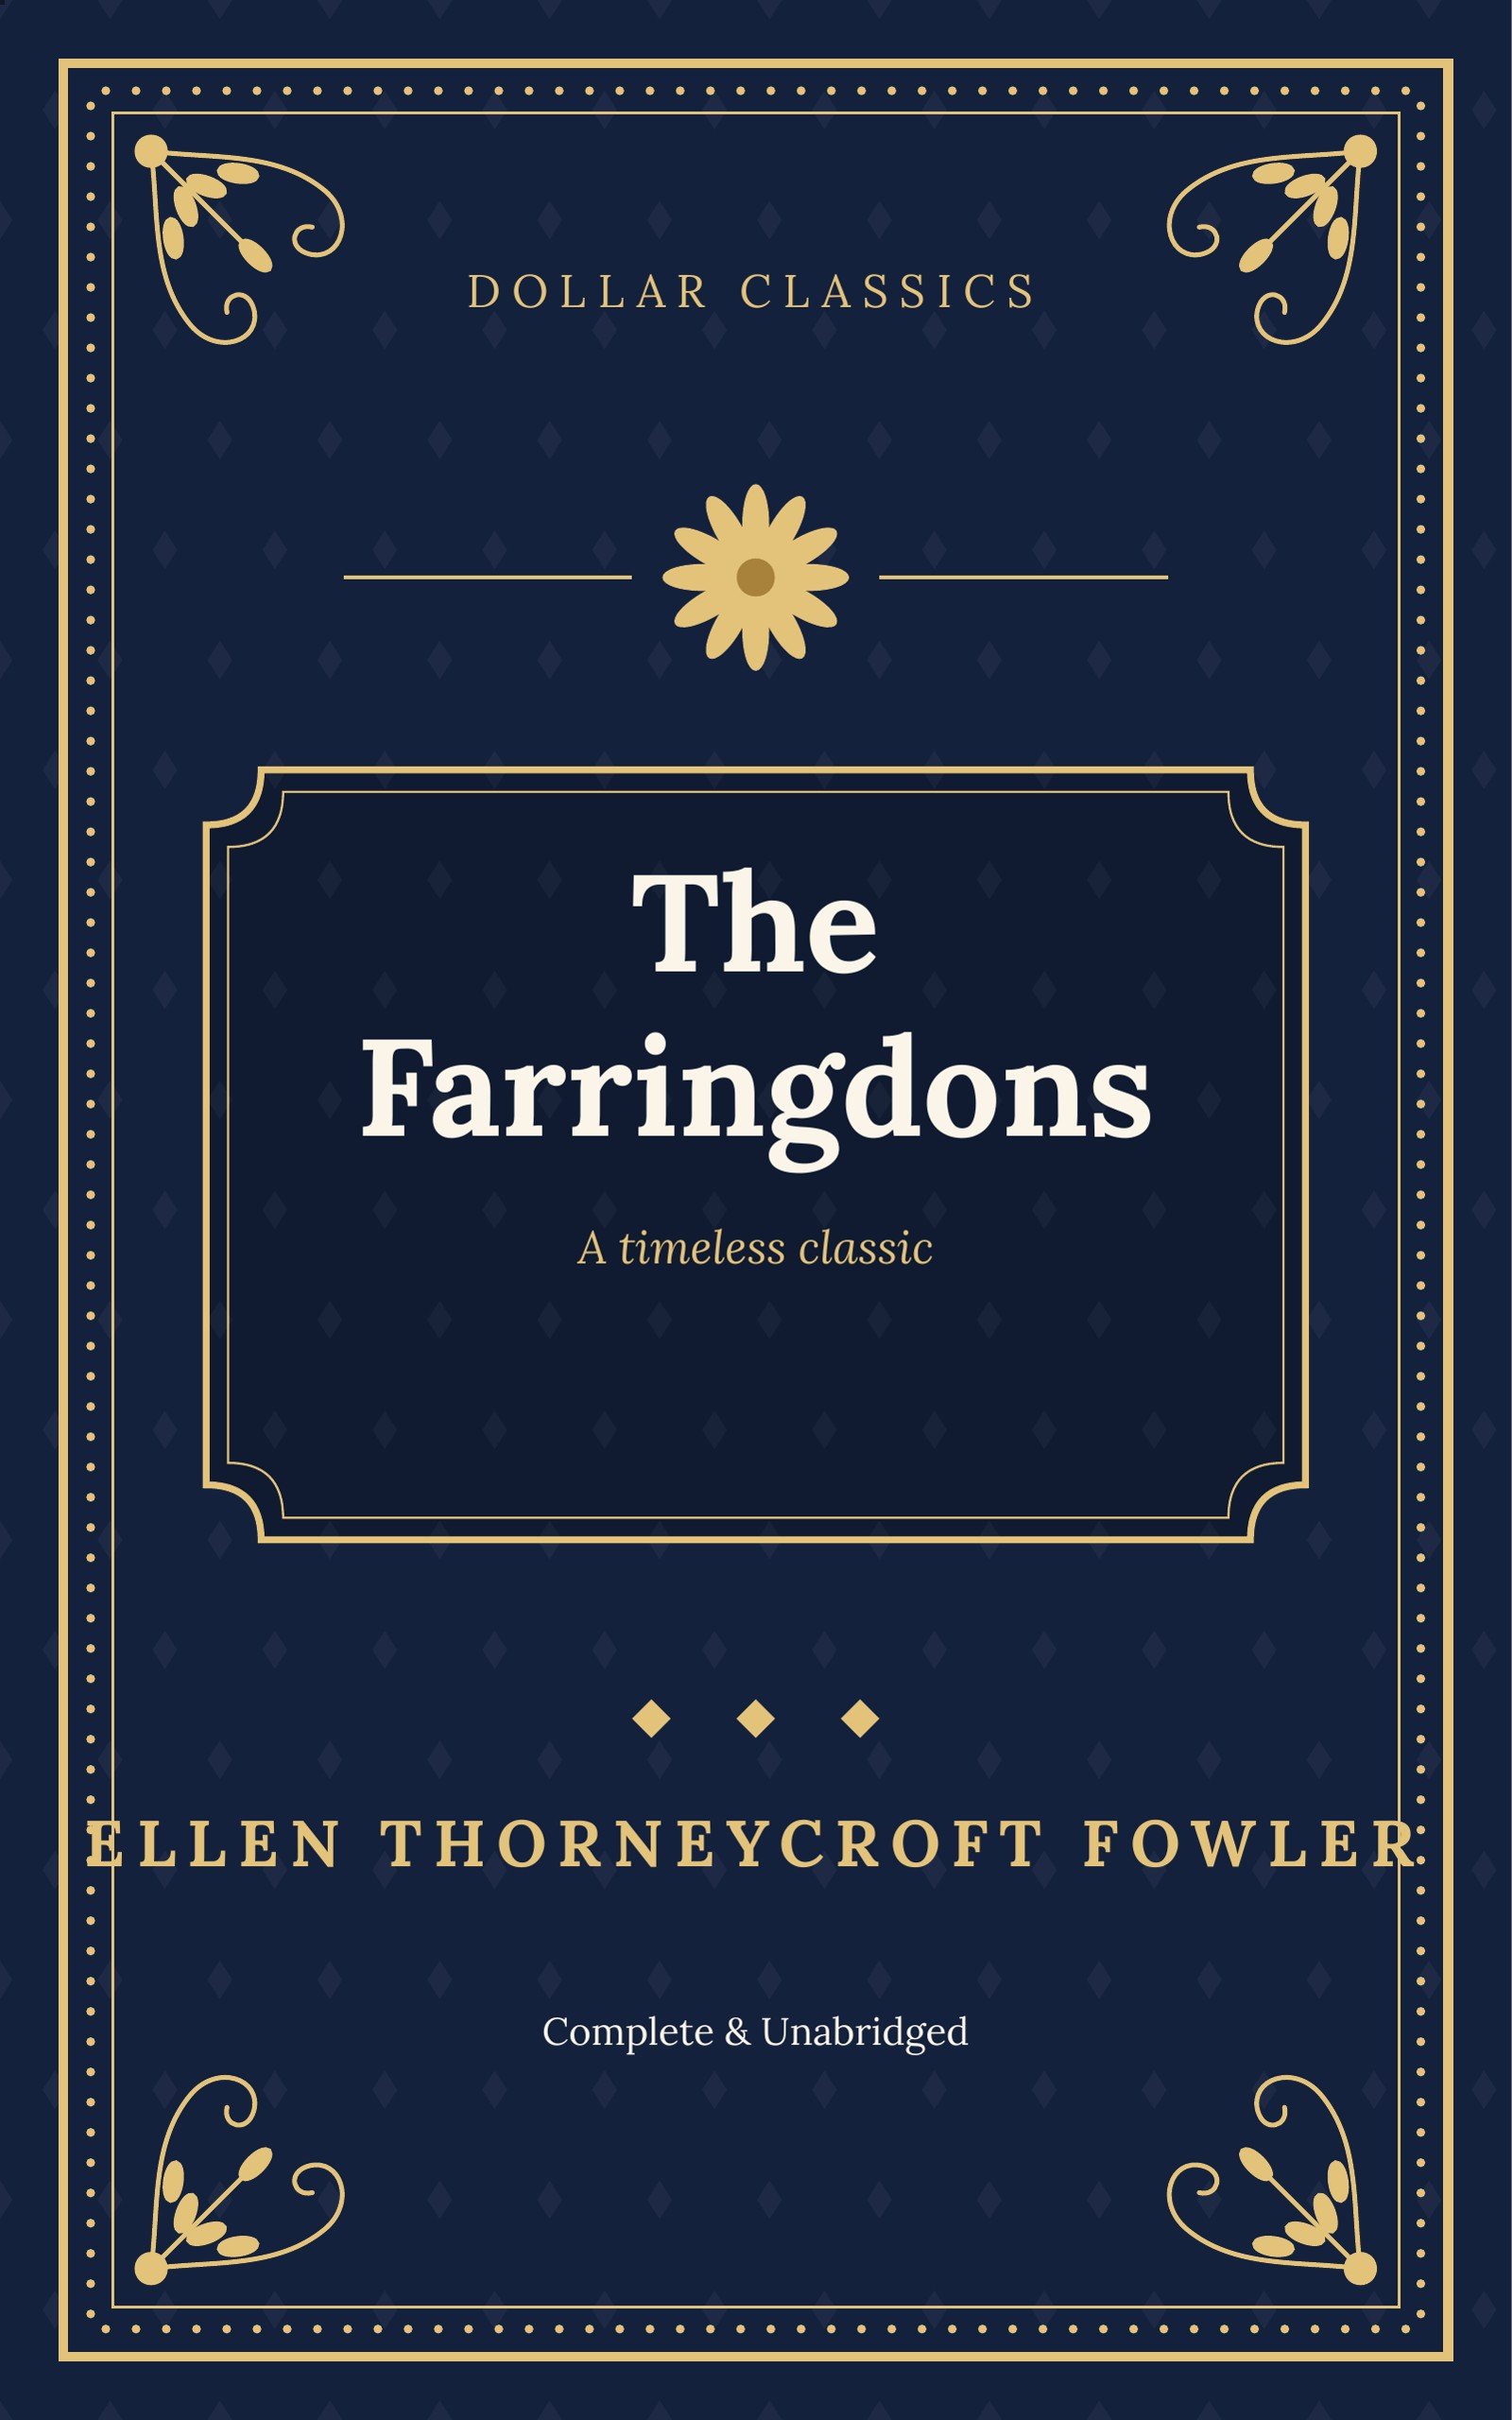 DOLLAR CLASSICS
The
Farringdons
A timeless classic
ELLEN THORNEYCROFT FOWLER
Complete & Unabridged